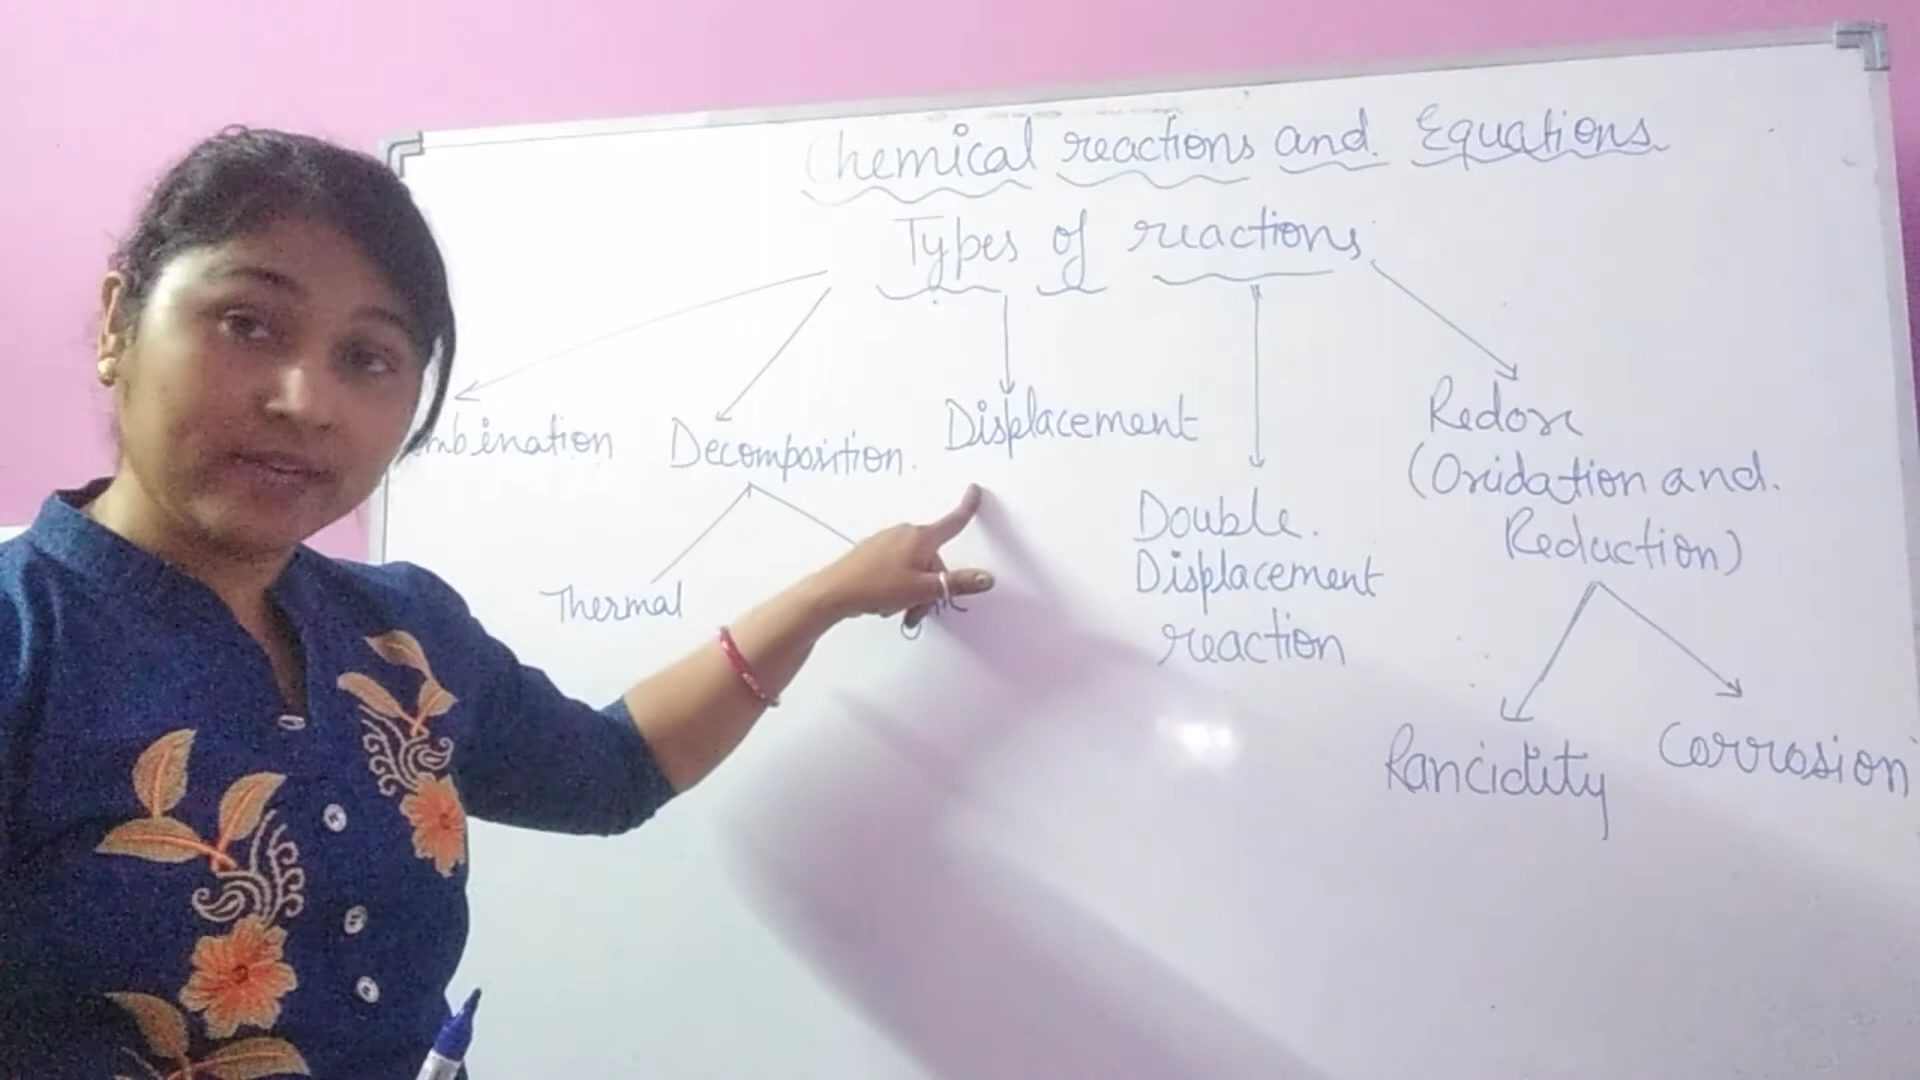 Chemical reactions and Equations
Types of reactions
mbination
Decomposition.
Displacement
Double
Displacement
reaction
Redox
(Oxidation and
Reduction)
Thermal
Rancidity
Corrosion